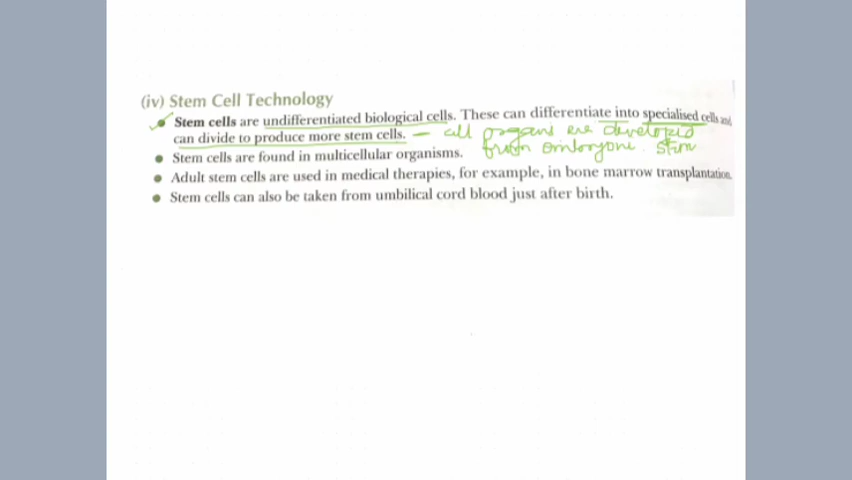 (iv) Stem Cell Technology
Stem cells are undifferentiated biological cells. These can differentiate into specialised cells and
can divide to produce more stem cells. — all organs are developed
from embryone. Stem
Stem cells are found in multicellular organisms.
Adult stem cells are used in medical therapies, for example, in bone marrow transplantation.
Stem cells can also be taken from umbilical cord blood just after birth.